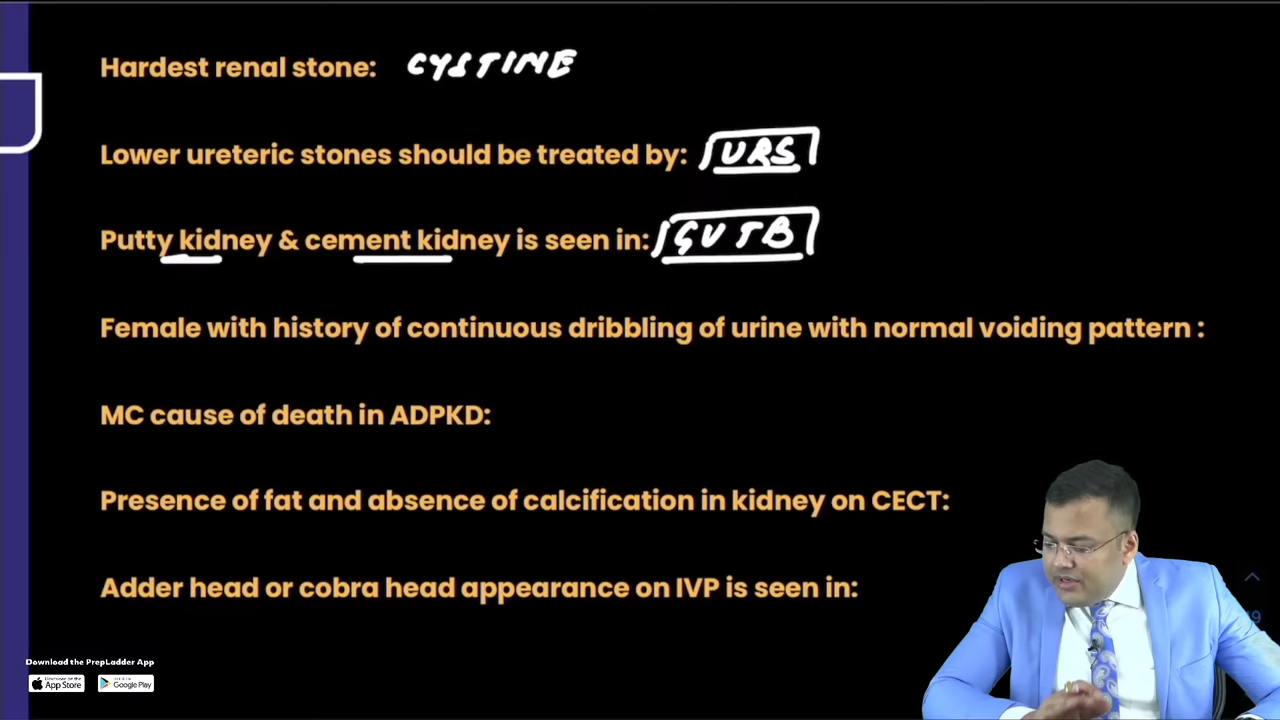 Hardest renal stone: CYSTINE
Lower ureteric stones should be treated by: URS
Putty kidney & cement kidney is seen in: GUTB
Female with history of continuous dribbling of urine with normal voiding pattern :
MC cause of death in ADPKD:
Presence of fat and absence of calcification in kidney on CECT:
Adder head or cobra head appearance on IVP is seen in:
Download the PrepLadder App
App Store Google Play